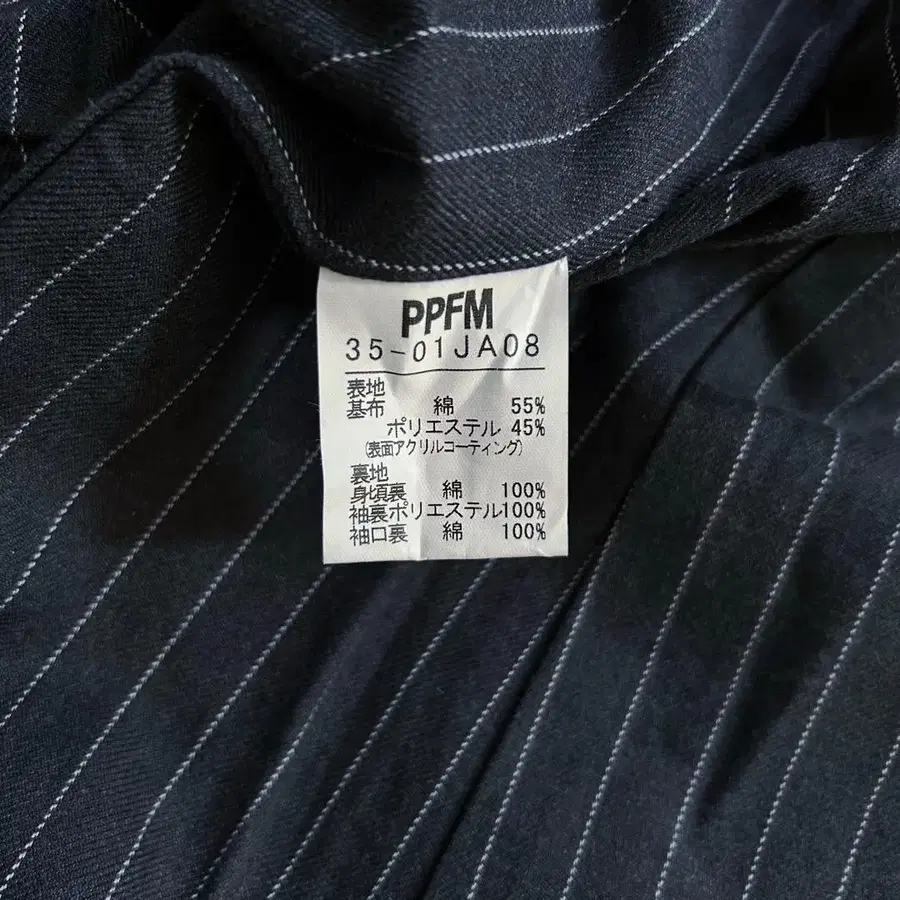 PPFM
35-01JA08
表地
基布 綿 55%
ポリエステル 45%
(表面アクリルコーティング)
裏地
身頃裏 綿 100%
袖裏ポリエステル100%
袖口裏 綿 100%